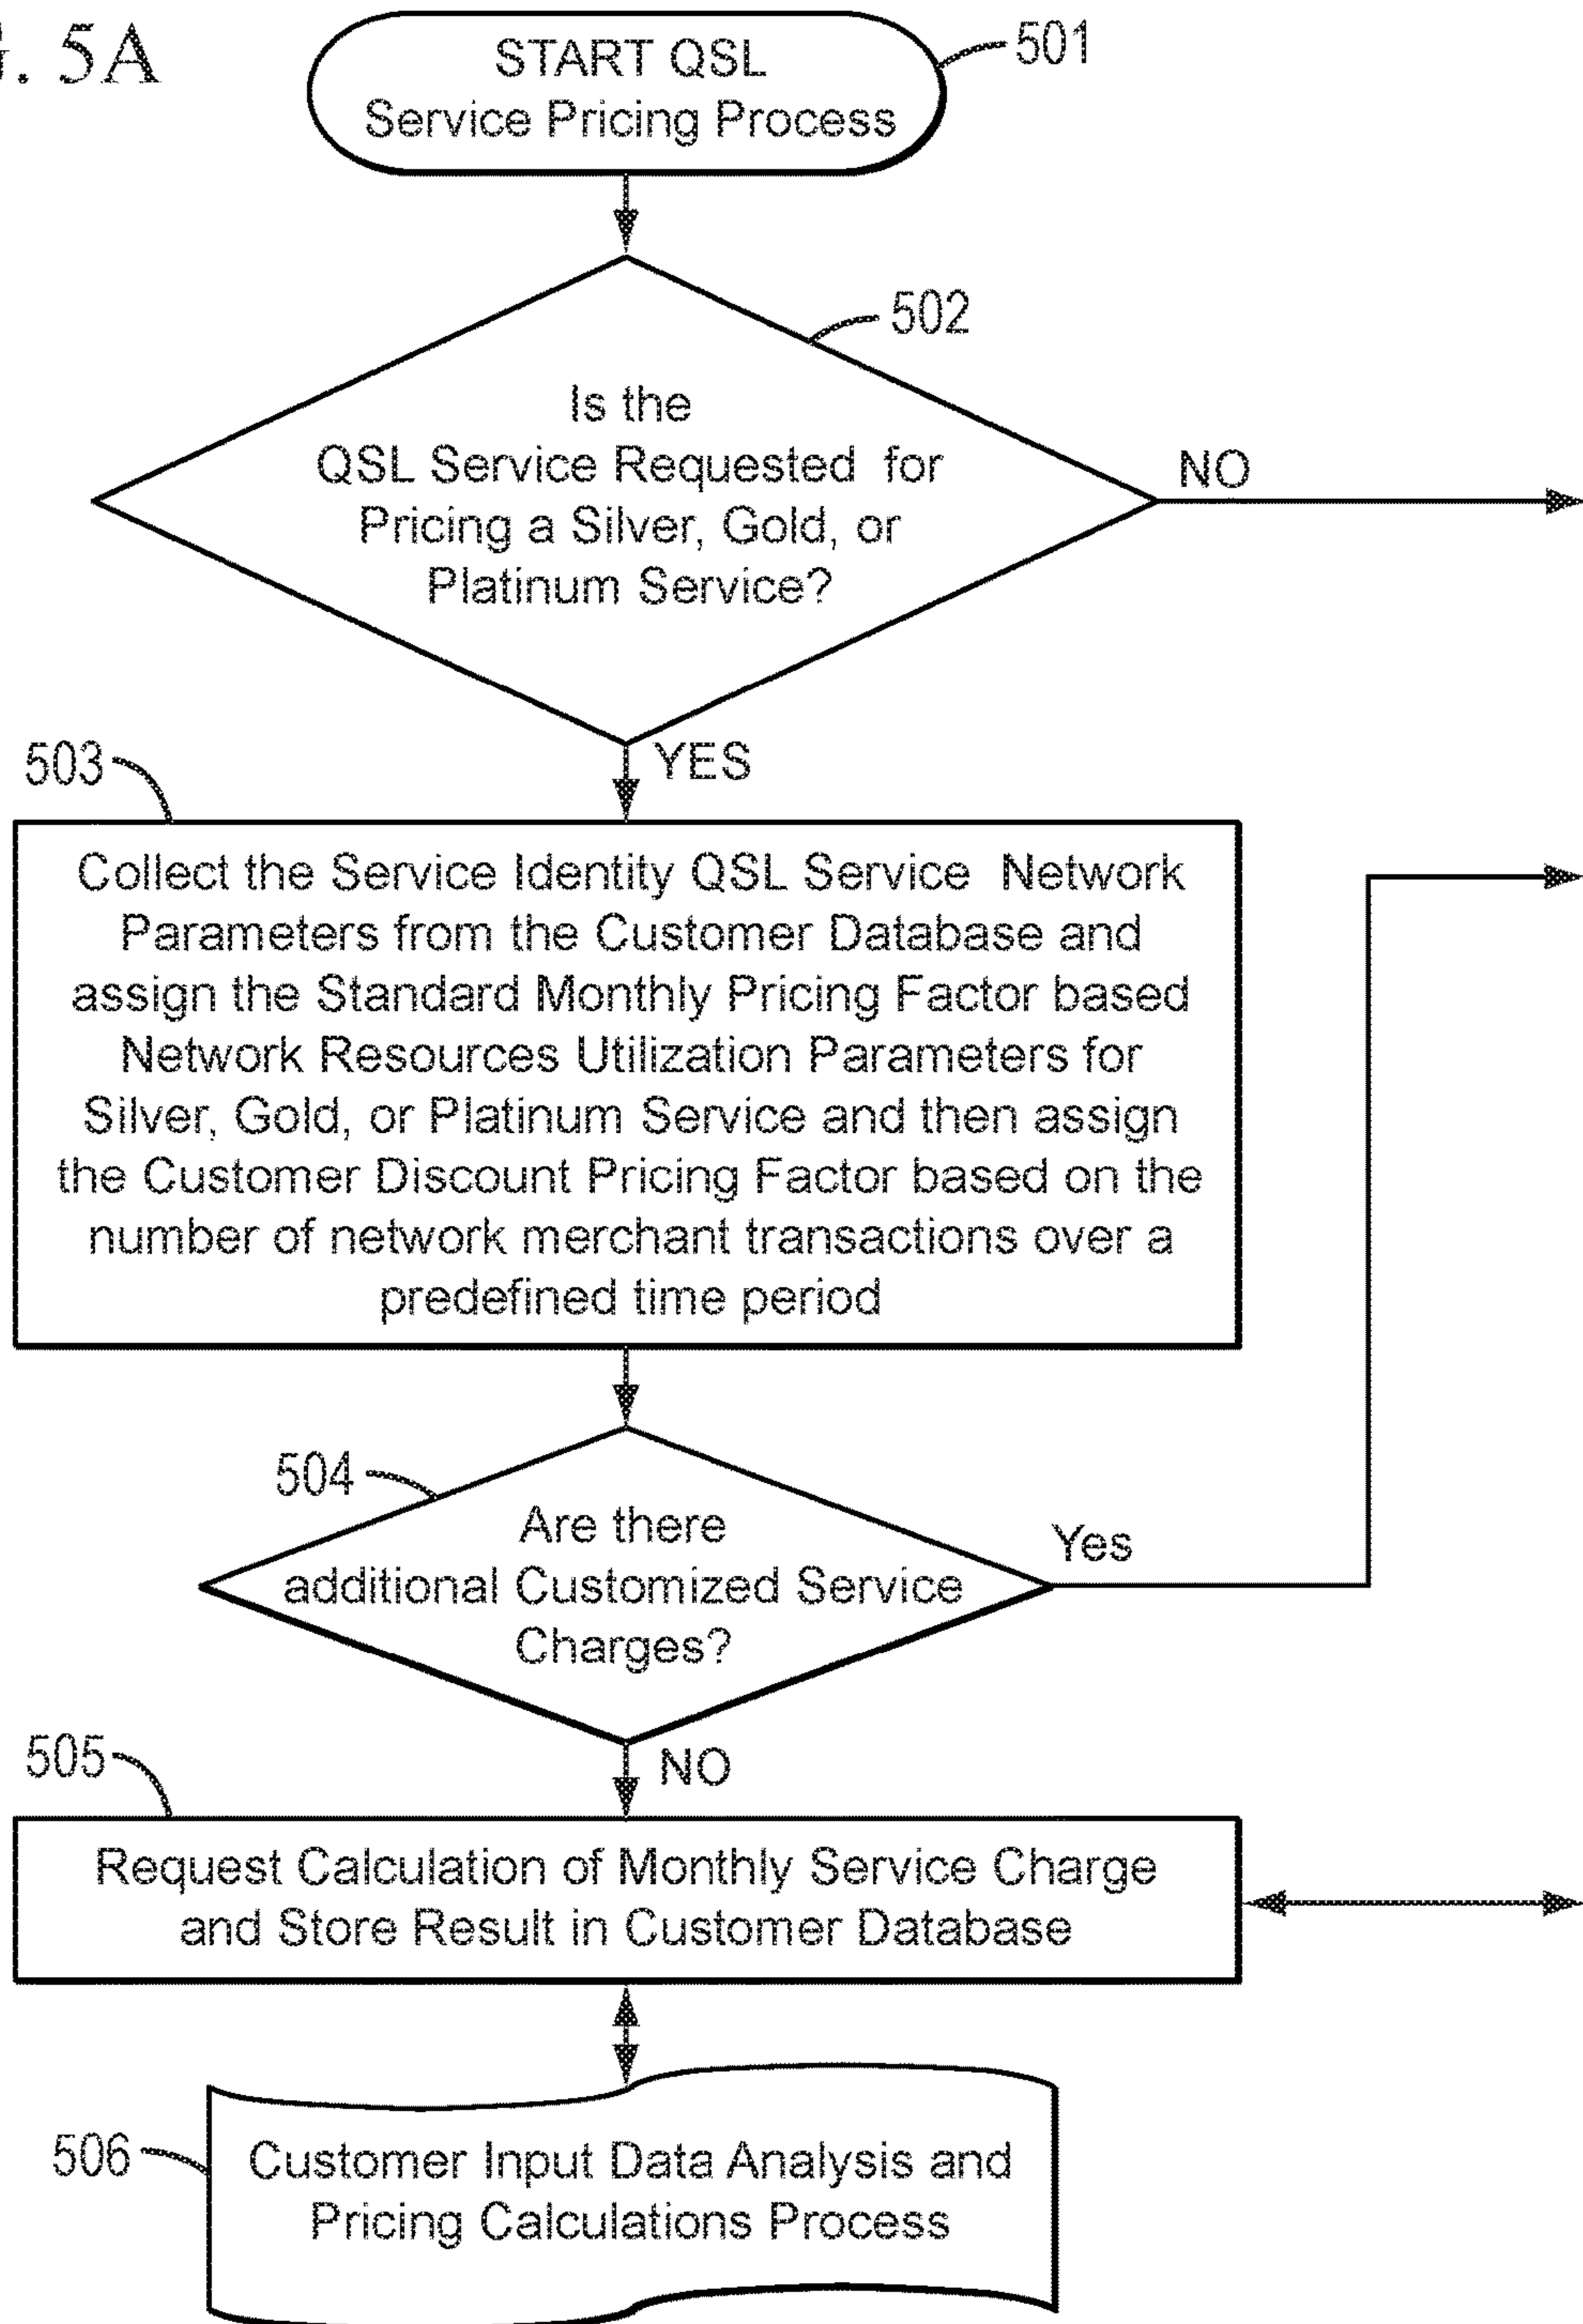 . 5A
START QSL
Service Pricing Process
501
502
Is the
QSL Service Requested for
Pricing a Silver, Gold, or
Platinum Service?
NO
YES
503
Collect the Service Identity QSL Service Network
Parameters from the Customer Database and
assign the Standard Monthly Pricing Factor based
Network Resources Utilization Parameters for
Silver, Gold, or Platinum Service and then assign
the Customer Discount Pricing Factor based on the
number of network merchant transactions over a
predefined time period
504
Are there
additional Customized Service
Charges?
Yes
NO
505
Request Calculation of Monthly Service Charge
and Store Result in Customer Database
506
Customer Input Data Analysis and
Pricing Calculations Process